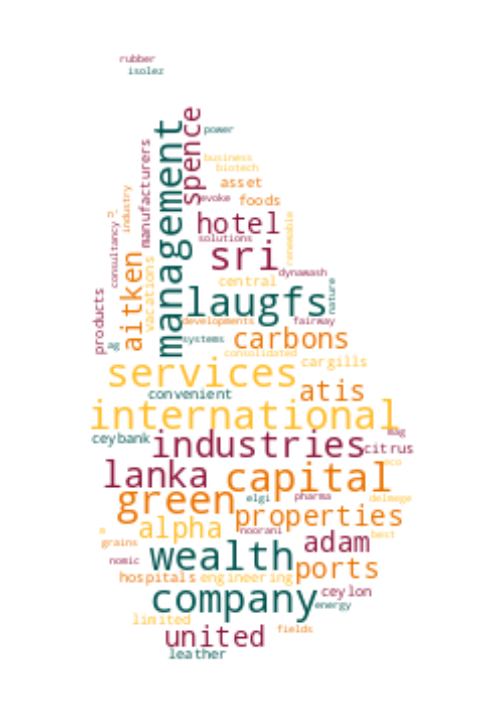 rubber
isolez
management
spence
power
manufacturers
business
biotech
asset
evoke
foods
industry
hotel
consultancy
solutions
renewable
sri
aitken
vacations
central
dynawash
nature
laugfs
products
developments
fairway
ag
systems
carbons
consolidated
services
cargills
convenient
atis
international
mag
ceybank
industries
citrus
eco
lanka
capital
green
elgi
pharma
delmege
properties
alpha
noorani
best
e
grains
adam
wealth
nomic
ports
hospitals
engineering
company
ceylon
energy
limited
united
fields
leather